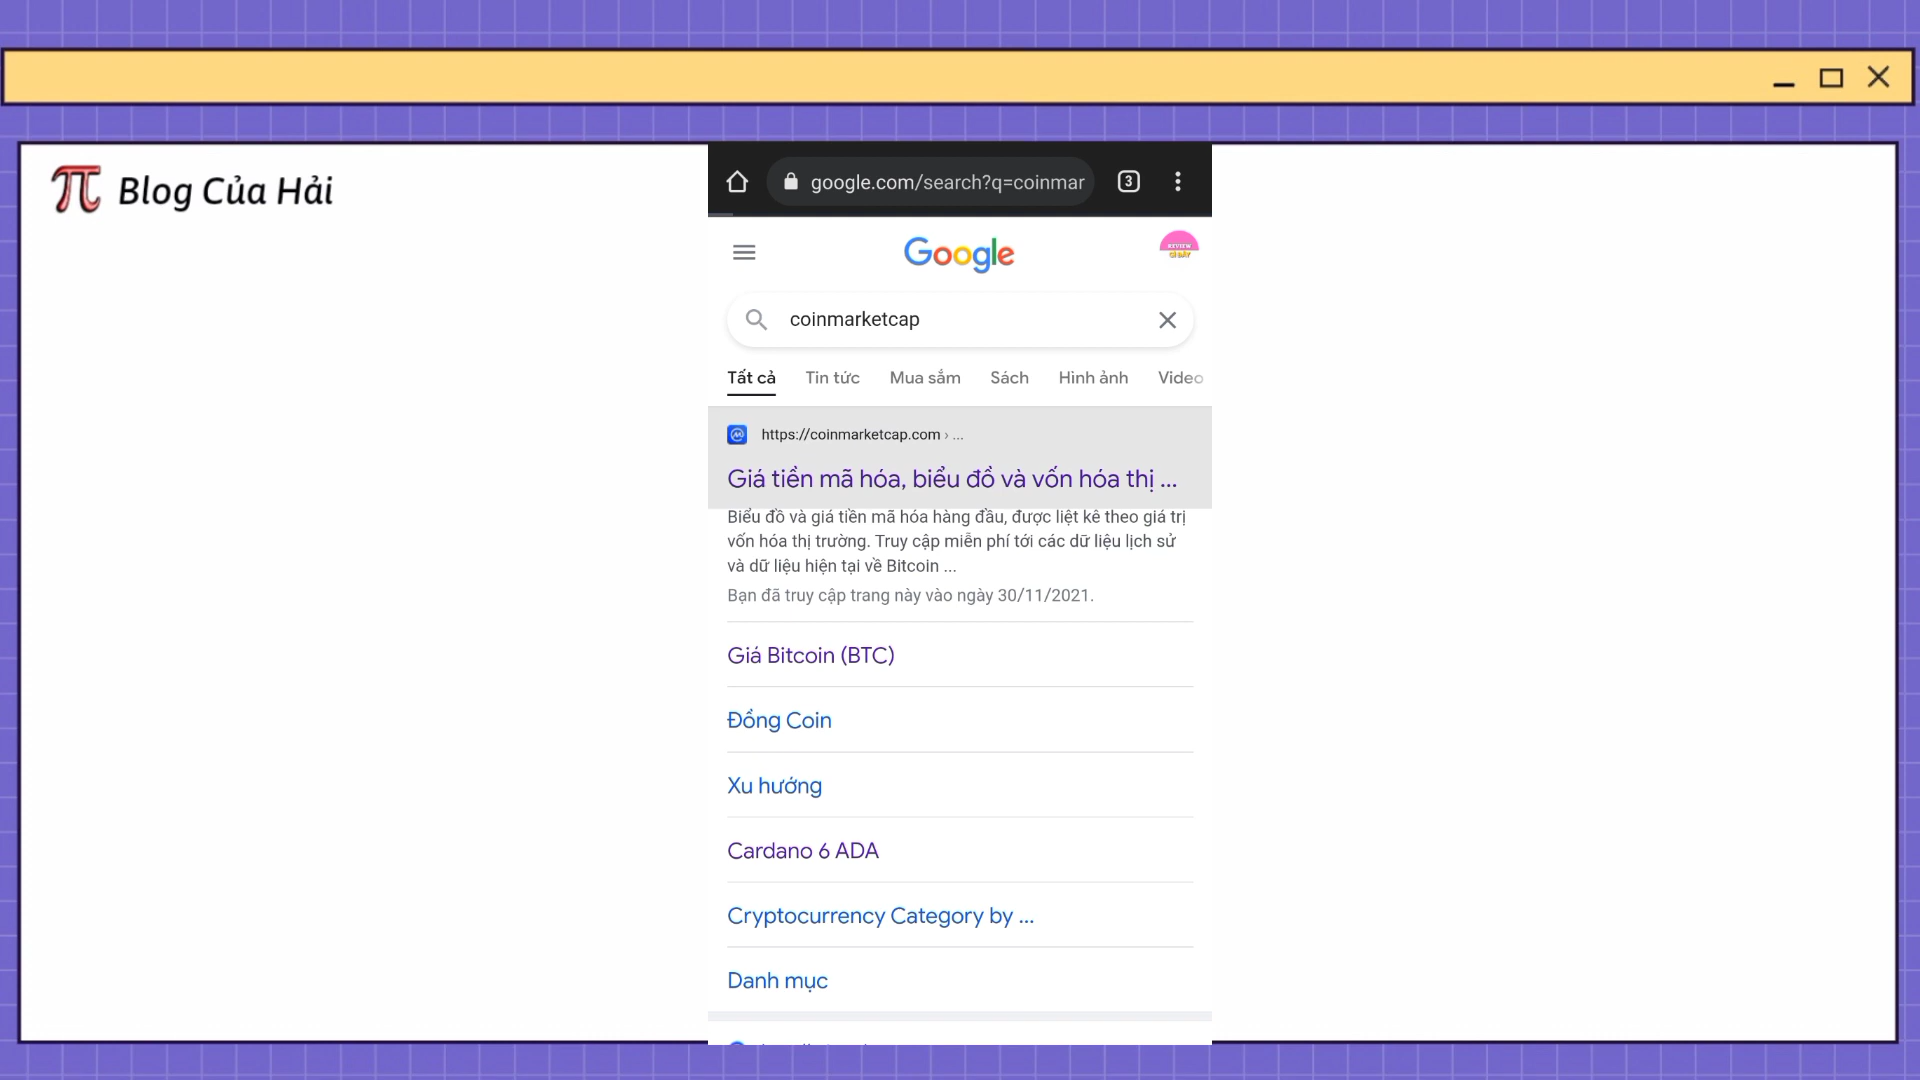 π Blog Của Hải
google.com/search?q=coinmar
3
Google
REVIEW
coinmarketcap
Tất cả Tin tức Mua sắm Sách Hình ảnh Video
https://coinmarketcap.com › ...
Giá tiền mã hóa, biểu đồ và vốn hóa thị ...
Biểu đồ và giá tiền mã hóa hàng đầu, được liệt kê theo giá trị
vốn hóa thị trường. Truy cập miễn phí tới các dữ liệu lịch sử
và dữ liệu hiện tại về Bitcoin ...
Bạn đã truy cập trang này vào ngày 30/11/2021.
Giá Bitcoin (BTC)
Đồng Coin
Xu hướng
Cardano 6 ADA
Cryptocurrency Category by ...
Danh mục